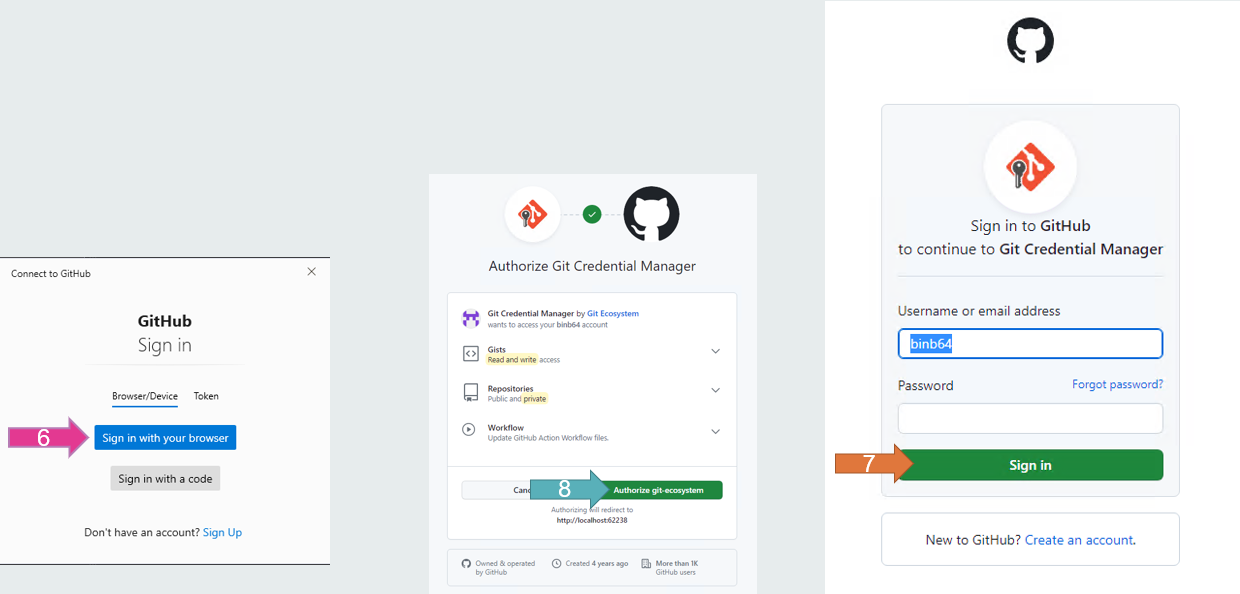 Connect to GitHub
GitHub
Sign in
Browser/Device Token
6
Sign in with your browser
Sign in with a code
Don't have an account? Sign Up
Authorize Git Credential Manager
Git Credential Manager by Git Ecosystem
wants to access your binb64 account
Gists
Read and write access
Repositories
Public and private
Workflow
Update GitHub Action Workflow files.
8
Authorize git-ecosystem
Authorizing will redirect to
http://localhost:62238
Owned & operated
by GitHub
Created 4 years ago
More than 1K
GitHub users
Sign in to GitHub
to continue to Git Credential Manager
Username or email address
binb64
Password Forgot password?
7
Sign in
New to GitHub? Create an account.